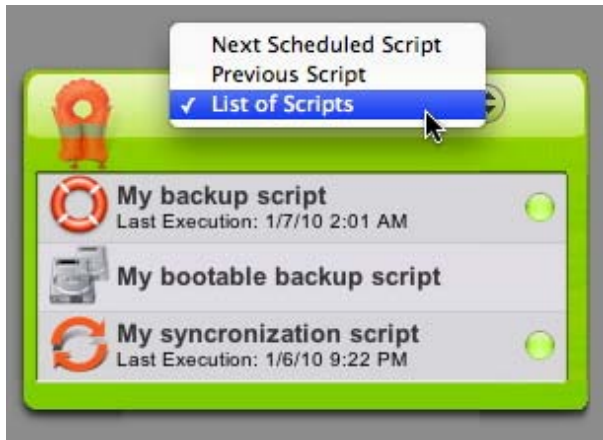 Next Scheduled Script
Previous Script
✓ List of Scripts
My backup script
Last Execution: 1/7/10 2:01 AM
My bootable backup script
My syncronization script
Last Execution: 1/6/10 9:22 PM